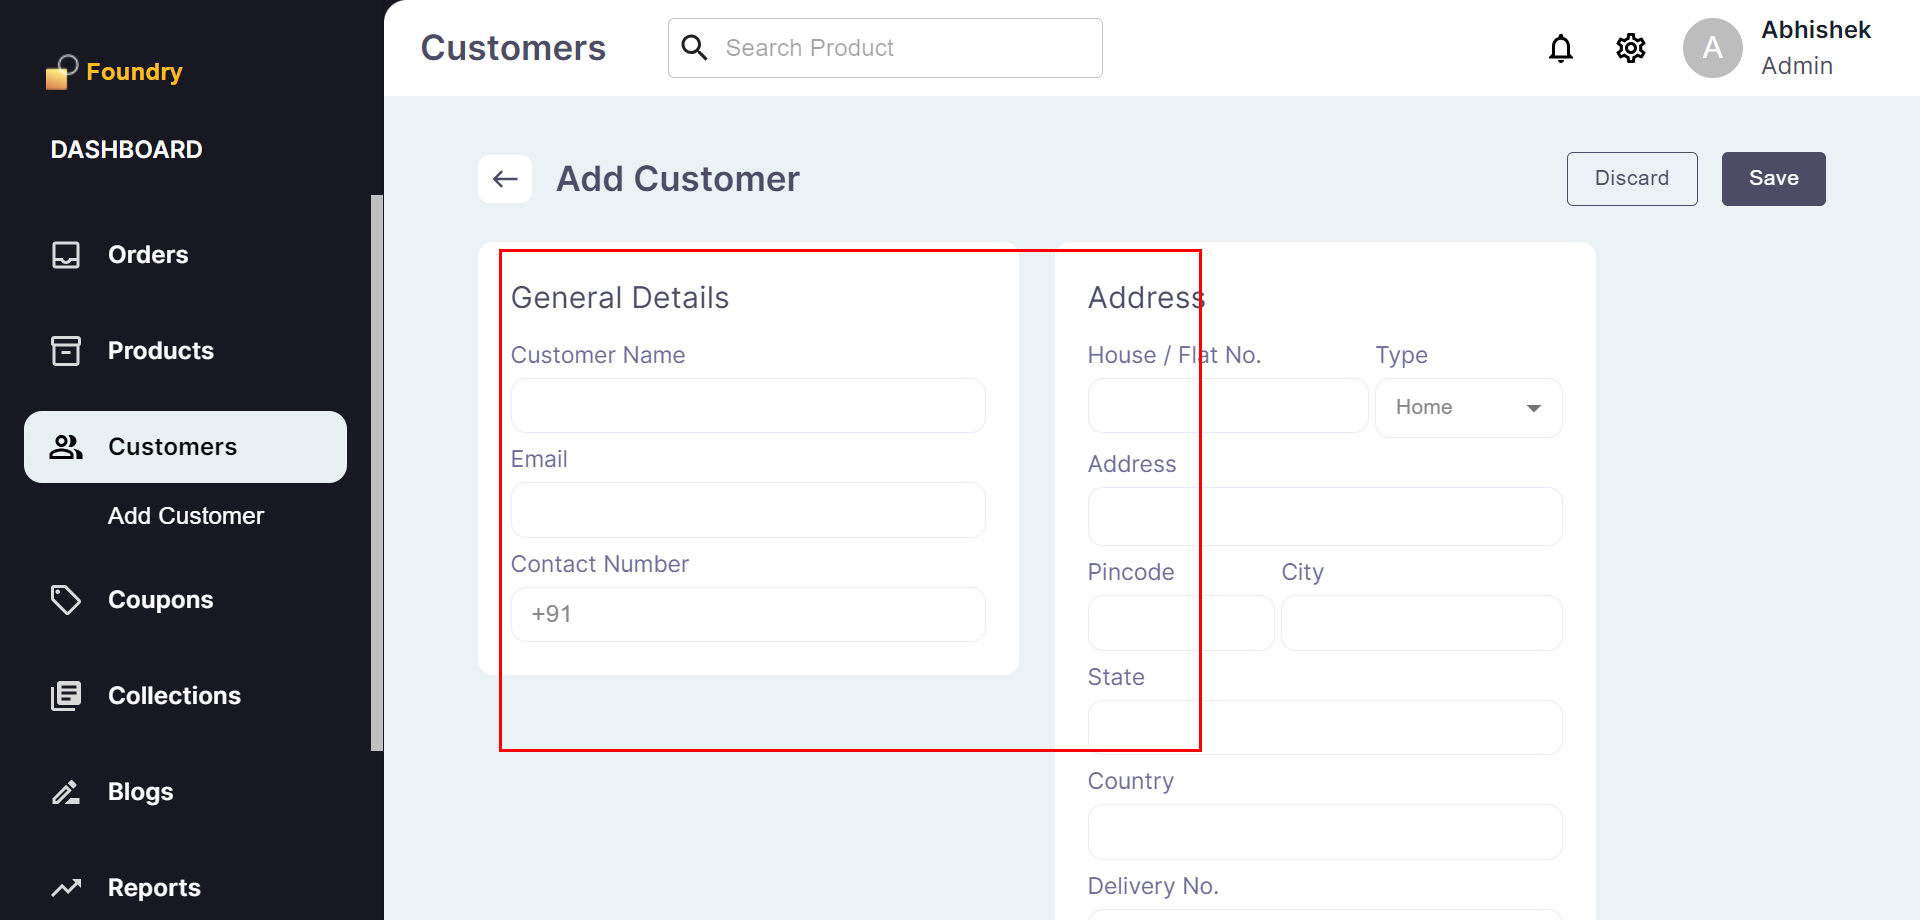 Foundry
DASHBOARD
Orders
Products
Customers
Add Customer
Coupons
Collections
Blogs
Reports
Customers
Search Product
A
Abhishek
Admin
Add Customer
Discard
Save
General Details
Customer Name
Email
Contact Number
+91
Address
House / Flat No.
Type
Home
Address
Pincode
City
State
Country
Delivery No.